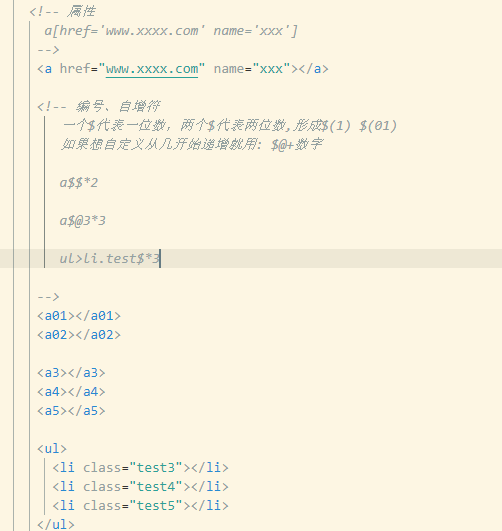 <!-- 属性
a[href='www.xxxx.com' name='xxx']
-->
<a href="www.xxxx.com" name="xxx"></a>
<!-- 编号、自增符
一个$代表一位数，两个$代表两位数,形成$(1) $(01)
如果想自定义从几开始递增就用: $@+数字
a$$*2
a$@3*3
ul>li.test$*3
-->
<a01></a01>
<a02></a02>
<a3></a3>
<a4></a4>
<a5></a5>
<ul>
<li class="test3"></li>
<li class="test4"></li>
<li class="test5"></li>
</ul>